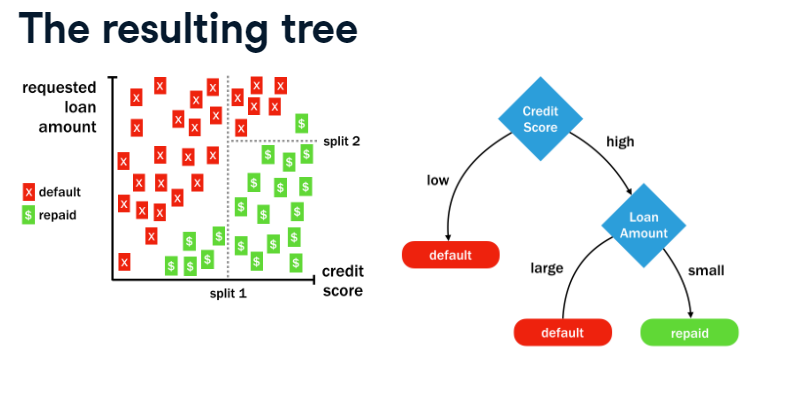 The resulting tree
requested
loan
amount
split 2
X default
$ repaid
credit
score
split 1
Credit
Score
low
high
default
Loan
Amount
large
small
default
repaid